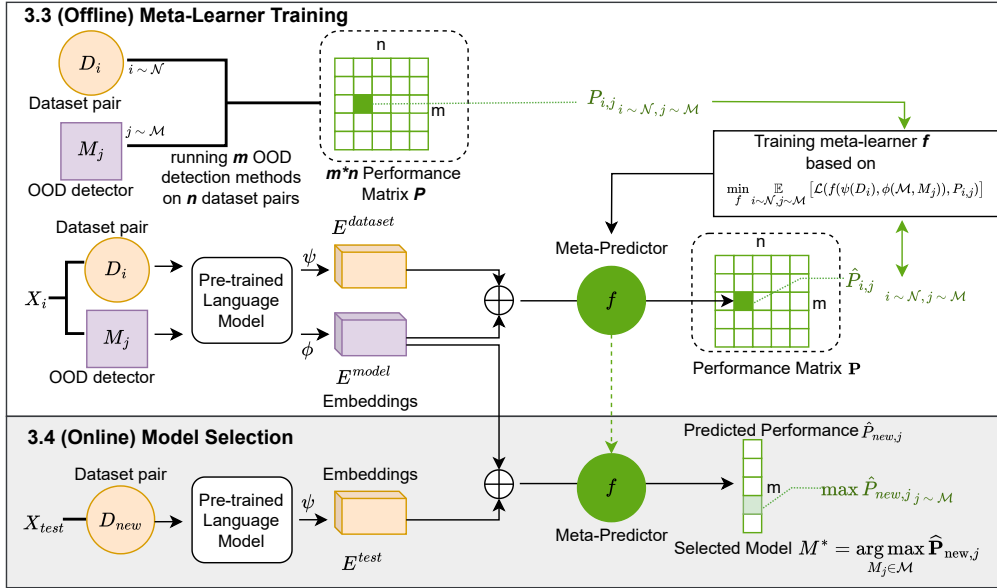 3.3 (Offline) Meta-Learner Training
D_i
i ∼ 𝒩
Dataset pair
M_j
j ∼ ℳ
OOD detector
running m OOD
detection methods
on n dataset pairs
n
m
m*n Performance
Matrix P
P_{i,j} i∼𝒩, j∼ℳ
Training meta-learner f
based on
min_f 𝔼_{i∼𝒩,j∼ℳ} [ℒ(f(ψ(D_i), ϕ(ℳ, M_j)), P_{i,j})]
Dataset pair
X_i
D_i
M_j
OOD detector
Pre-trained
Language
Model
ψ
ϕ
E^{dataset}
E^{model}
Embeddings
Meta-Predictor
f
n
m
P̂_{i,j} i∼𝒩, j∼ℳ
Performance Matrix P
3.4 (Online) Model Selection
Dataset pair
X_{test}
D_{new}
Pre-trained
Language
Model
ψ
Embeddings
E^{test}
f
Meta-Predictor
Predicted Performance P̂_{new,j}
m
max P̂_{new,j} j∼ℳ
Selected Model M* = arg max_{M_j∈ℳ} P̂_{new,j}